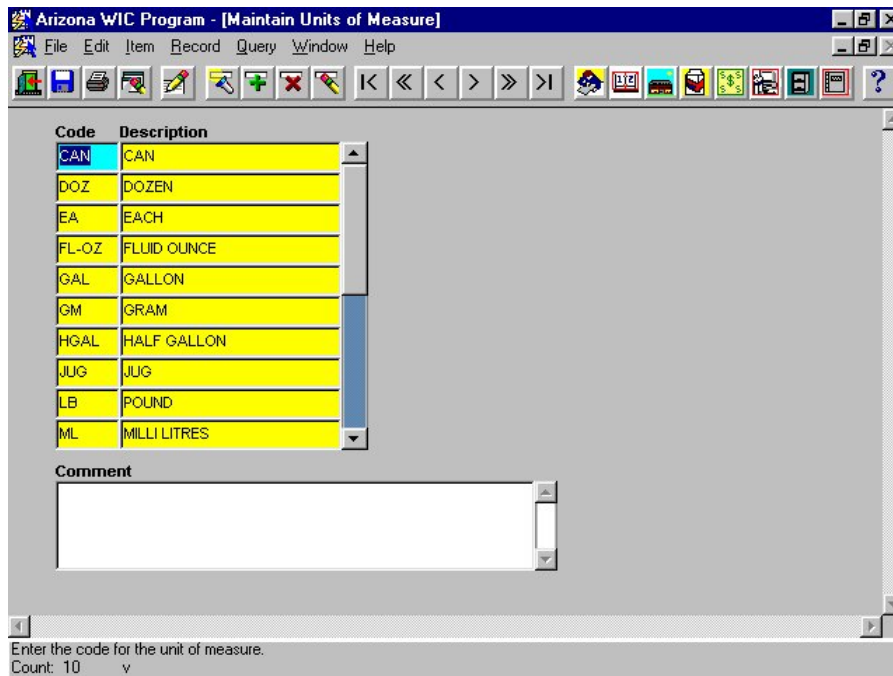 Arizona WIC Program - [Maintain Units of Measure]
File Edit Item Record Query Window Help
Code Description
CAN CAN
DOZ DOZEN
EA EACH
FL-OZ FLUID OUNCE
GAL GALLON
GM GRAM
HGAL HALF GALLON
JUG JUG
LB POUND
ML MILLI LITRES
Comment
Enter the code for the unit of measure.
Count: 10 v